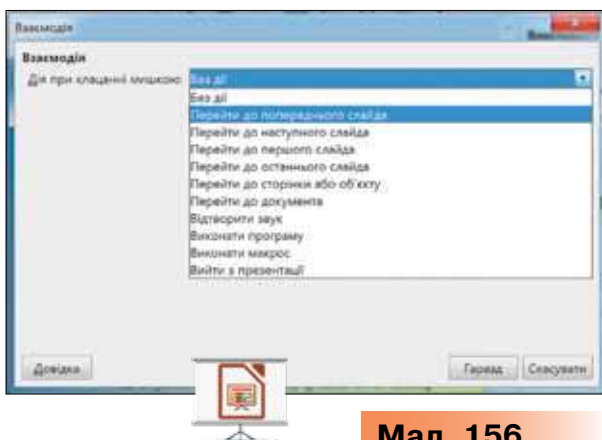 Взаємодія
Взаємодія
Дія при клацанні мишкою: Без дії
Без дії
Перейти до попереднього слайда
Перейти до наступного слайда
Перейти до першого слайда
Перейти до останнього слайда
Перейти до сторінки або об'єкту
Перейти до документа
Відтворити звук
Виконати програму
Виконати макрос
Вийти з презентації
Довідка
Гаразд
Скасувати
Мал. 156